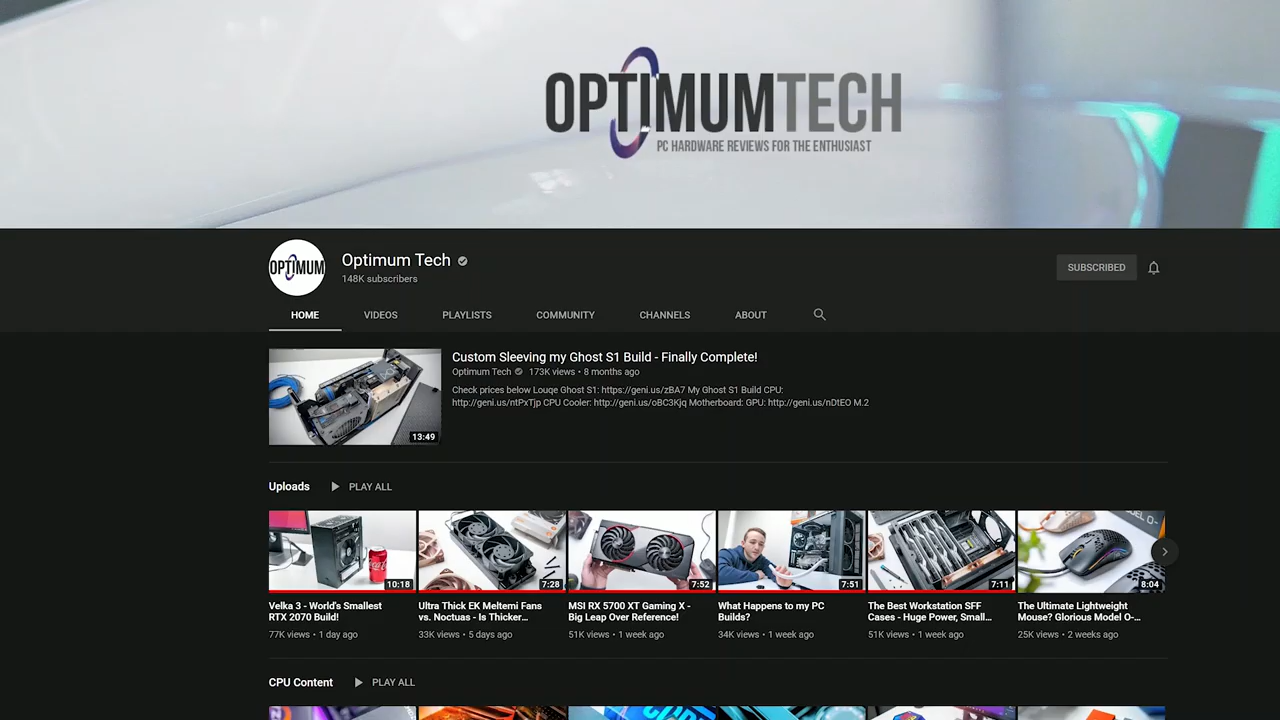 OPTIMUMTECH
PC HARDWARE REVIEWS FOR THE ENTHUSIAST
OPTIMUM
Optimum Tech
148K subscribers
SUBSCRIBED
HOME VIDEOS PLAYLISTS COMMUNITY CHANNELS ABOUT
Custom Sleeving my Ghost S1 Build - Finally Complete!
Optimum Tech 173K views • 8 months ago
Check prices below Louqe Ghost S1: https://geni.us/zBA7 My Ghost S1 Build CPU:
http://geni.us/ntPxTjp CPU Cooler: http://geni.us/oBC3Kjq Motherboard: GPU: http://geni.us/nDtEO M.2
13:49
Uploads PLAY ALL
10:18
7:28
7:52
7:51
7:11
8:04
Velka 3 - World's Smallest
RTX 2070 Build!
77K views • 1 day ago
Ultra Thick EK Meltemi Fans
vs. Noctuas - Is Thicker...
33K views • 5 days ago
MSI RX 5700 XT Gaming X -
Big Leap Over Reference!
51K views • 1 week ago
What Happens to my PC
Builds?
34K views • 1 week ago
The Best Workstation SFF
Cases - Huge Power, Small...
51K views • 1 week ago
The Ultimate Lightweight
Mouse? Glorious Model O-...
25K views • 2 weeks ago
CPU Content PLAY ALL